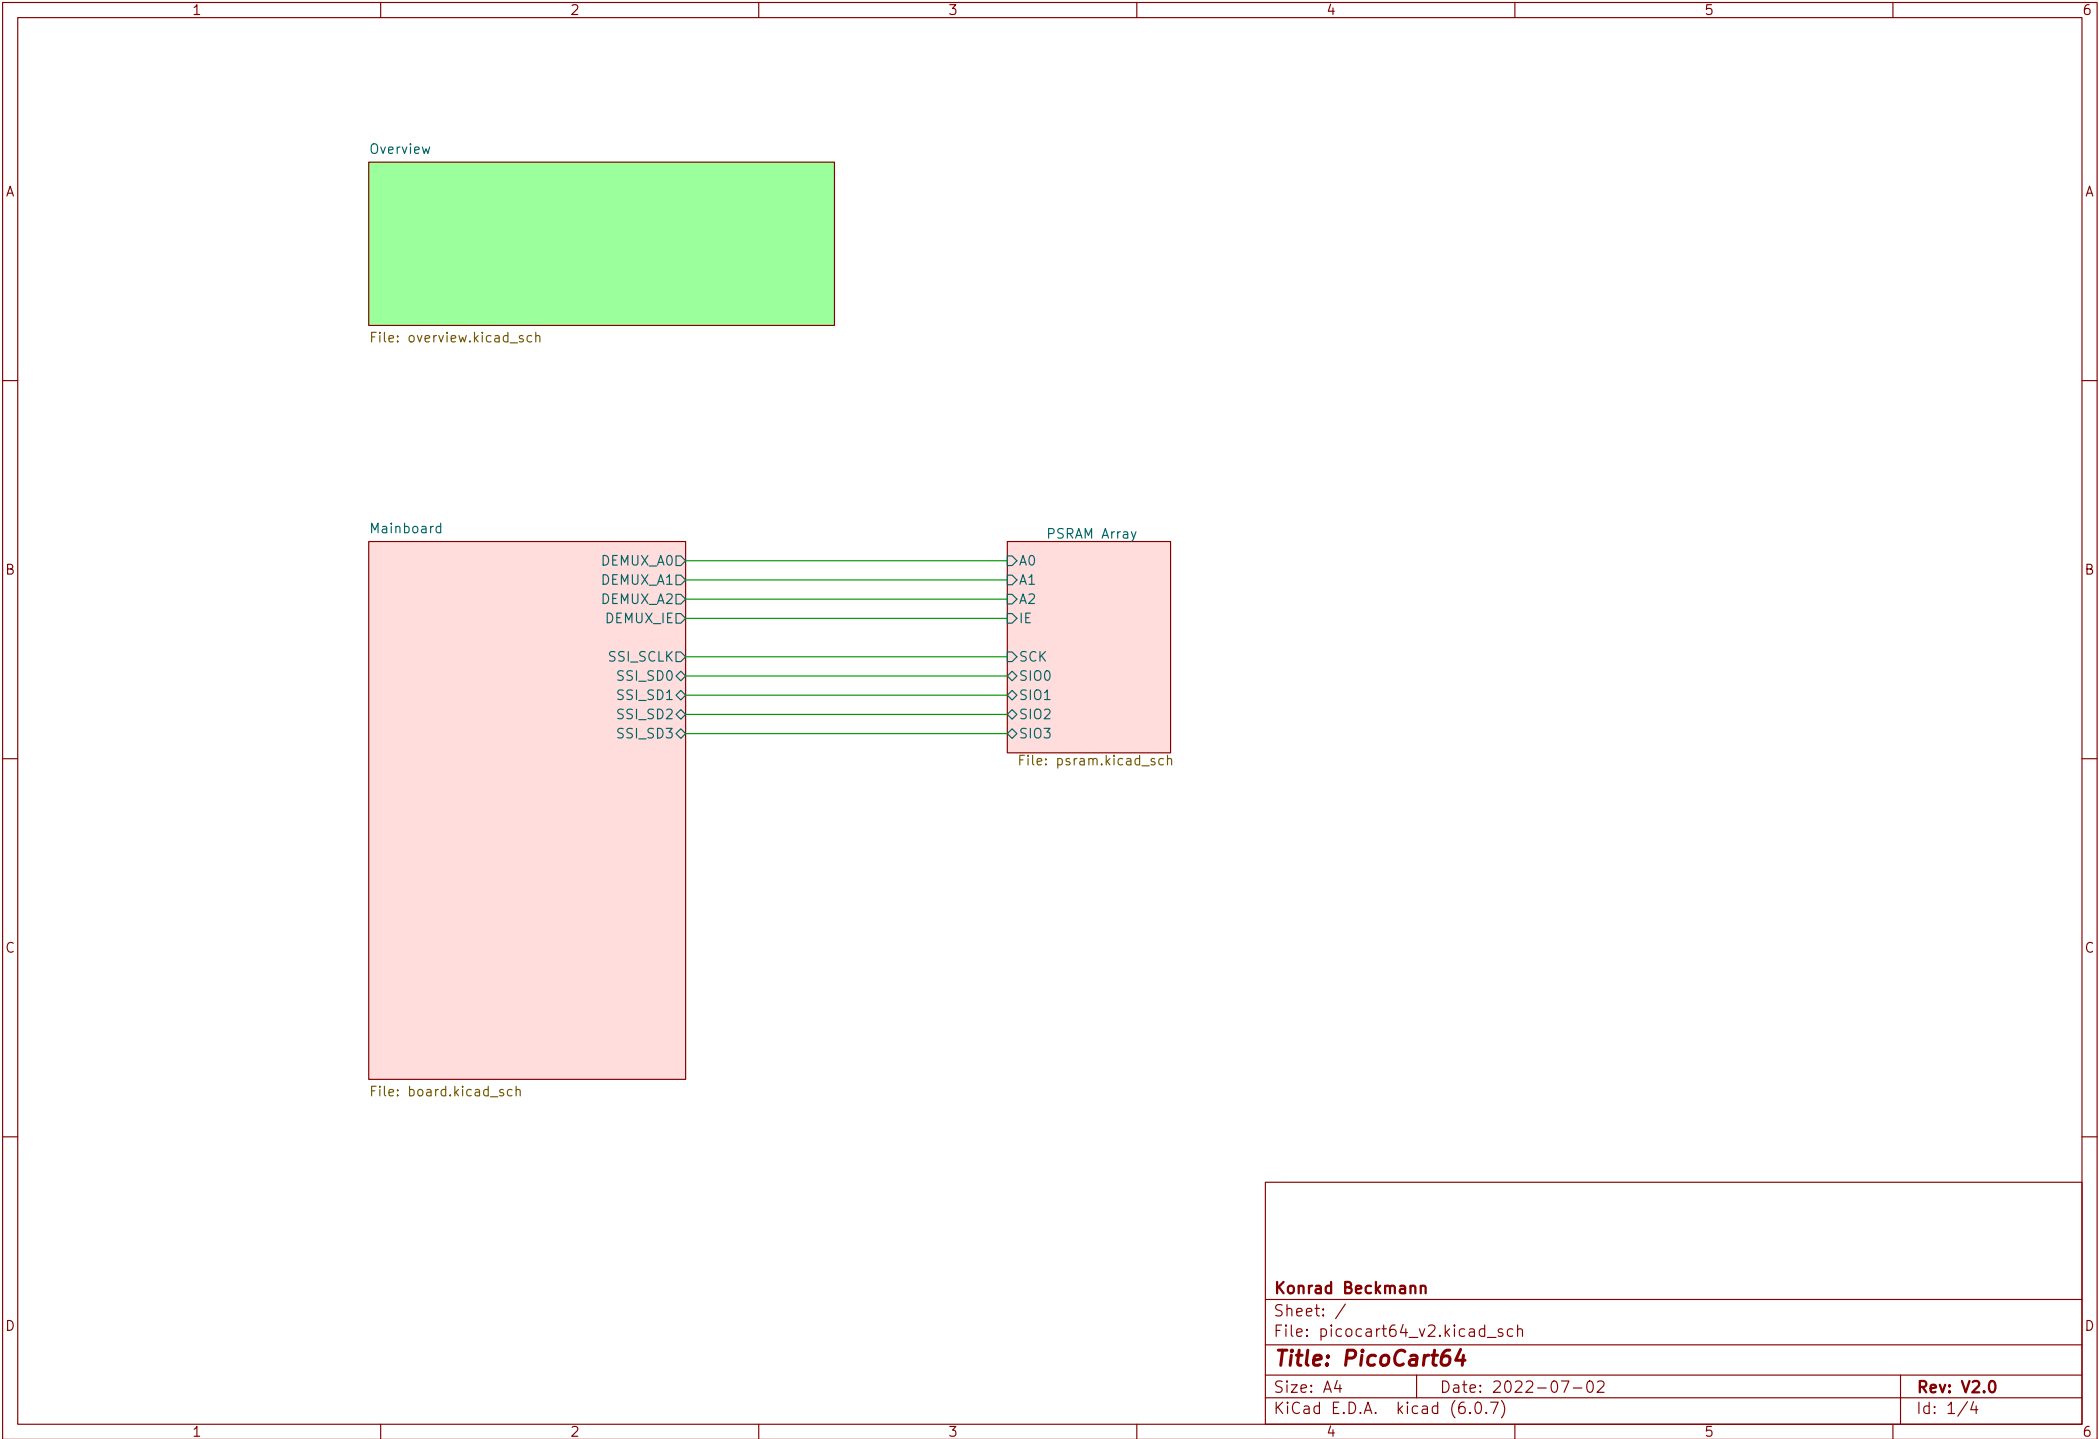 1 2 3 4 5 6
Overview
A A
File: overview.kicad_sch
Mainboard
PSRAM Array
DEMUX_A0 A0
B B
DEMUX_A1 A1
DEMUX_A2 A2
DEMUX_IE IE
SSI_SCLK SCK
SSI_SD0 SIO0
SSI_SD1 SIO1
SSI_SD2 SIO2
SSI_SD3 SIO3
File: psram.kicad_sch
C C
File: board.kicad_sch
Konrad Beckmann
Sheet: /
D D
File: picocart64_v2.kicad_sch
Title: PicoCart64
Size: A4 Date: 2022-07-02 Rev: V2.0
KiCad E.D.A. kicad (6.0.7) Id: 1/4
1 2 3 4 5 6